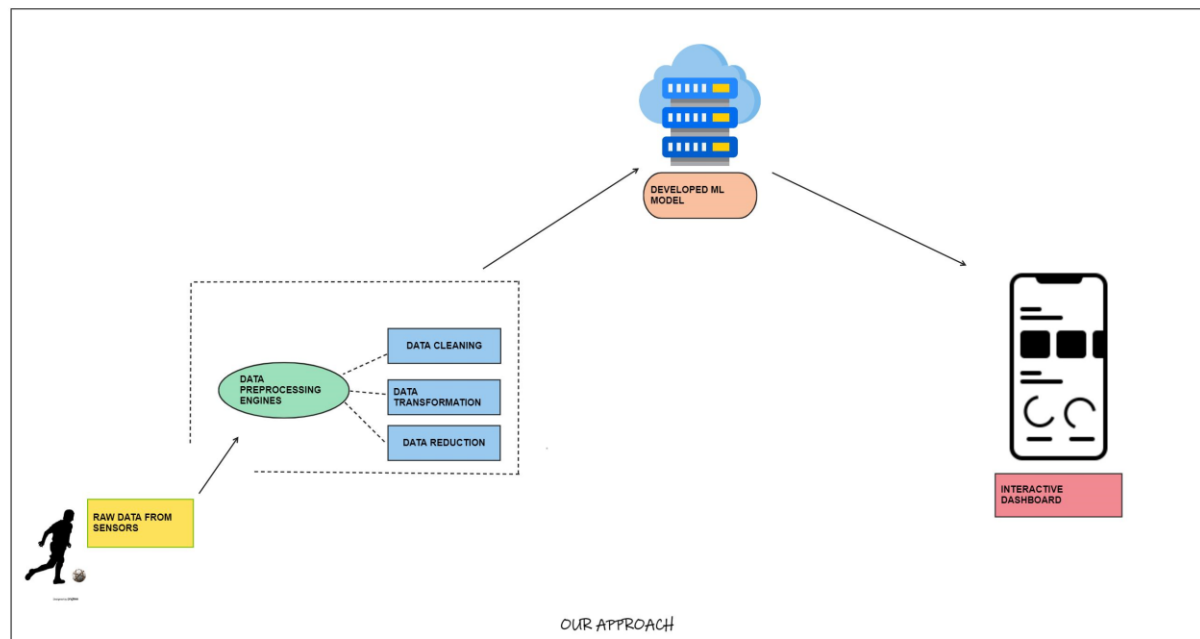 DEVELOPED ML
MODEL
DATA CLEANING
DATA
PREPROCESSING
ENGINES
DATA
TRANSFORMATION
DATA REDUCTION
RAW DATA FROM
SENSORS
INTERACTIVE
DASHBOARD
OUR APPROACH